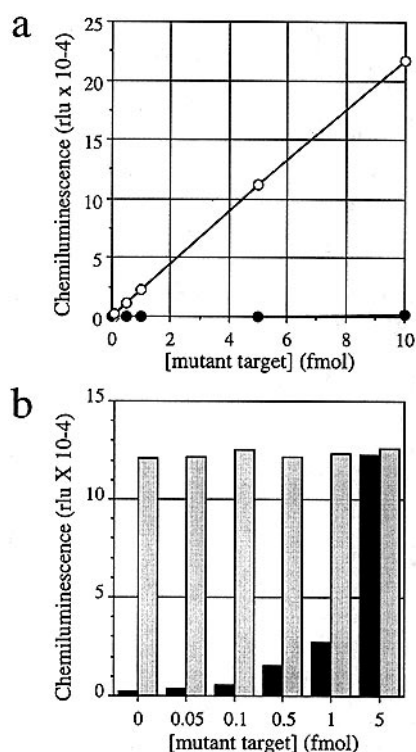 a
Chemiluminescence (rlu x 10-4)
25
20
15
10
5
0
0 2 4 6 8 10
[mutant target] (fmol)
b
Chemiluminescence (rlu X 10-4)
15
10
5
0
0 0.05 0.1 0.5 1 5
[mutant target] (fmol)